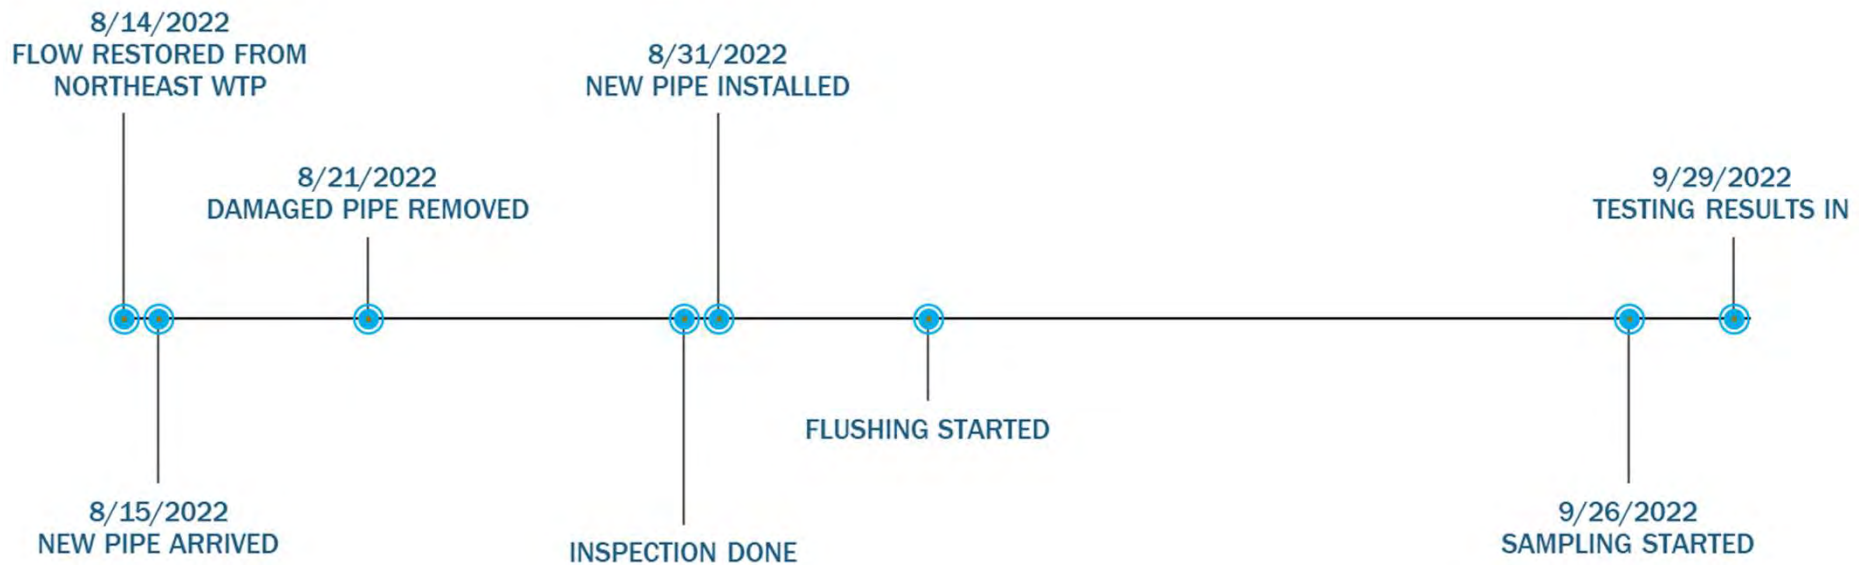 8/14/2022
FLOW RESTORED FROM
NORTHEAST WTP
8/31/2022
NEW PIPE INSTALLED
8/21/2022
DAMAGED PIPE REMOVED
9/29/2022
TESTING RESULTS IN
FLUSHING STARTED
8/15/2022
NEW PIPE ARRIVED
INSPECTION DONE
9/26/2022
SAMPLING STARTED